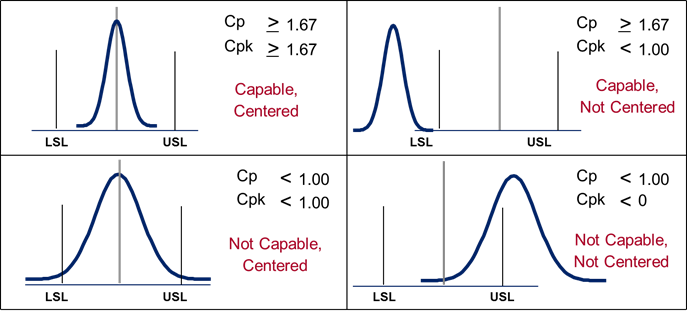 Cp ≥ 1.67
Cpk ≥ 1.67
Capable,
Centered
LSL USL
Cp ≥ 1.67
Cpk < 1.00
Capable,
Not Centered
LSL USL
Cp < 1.00
Cpk < 1.00
Not Capable,
Centered
LSL USL
Cp < 1.00
Cpk < 0
Not Capable,
Not Centered
LSL USL